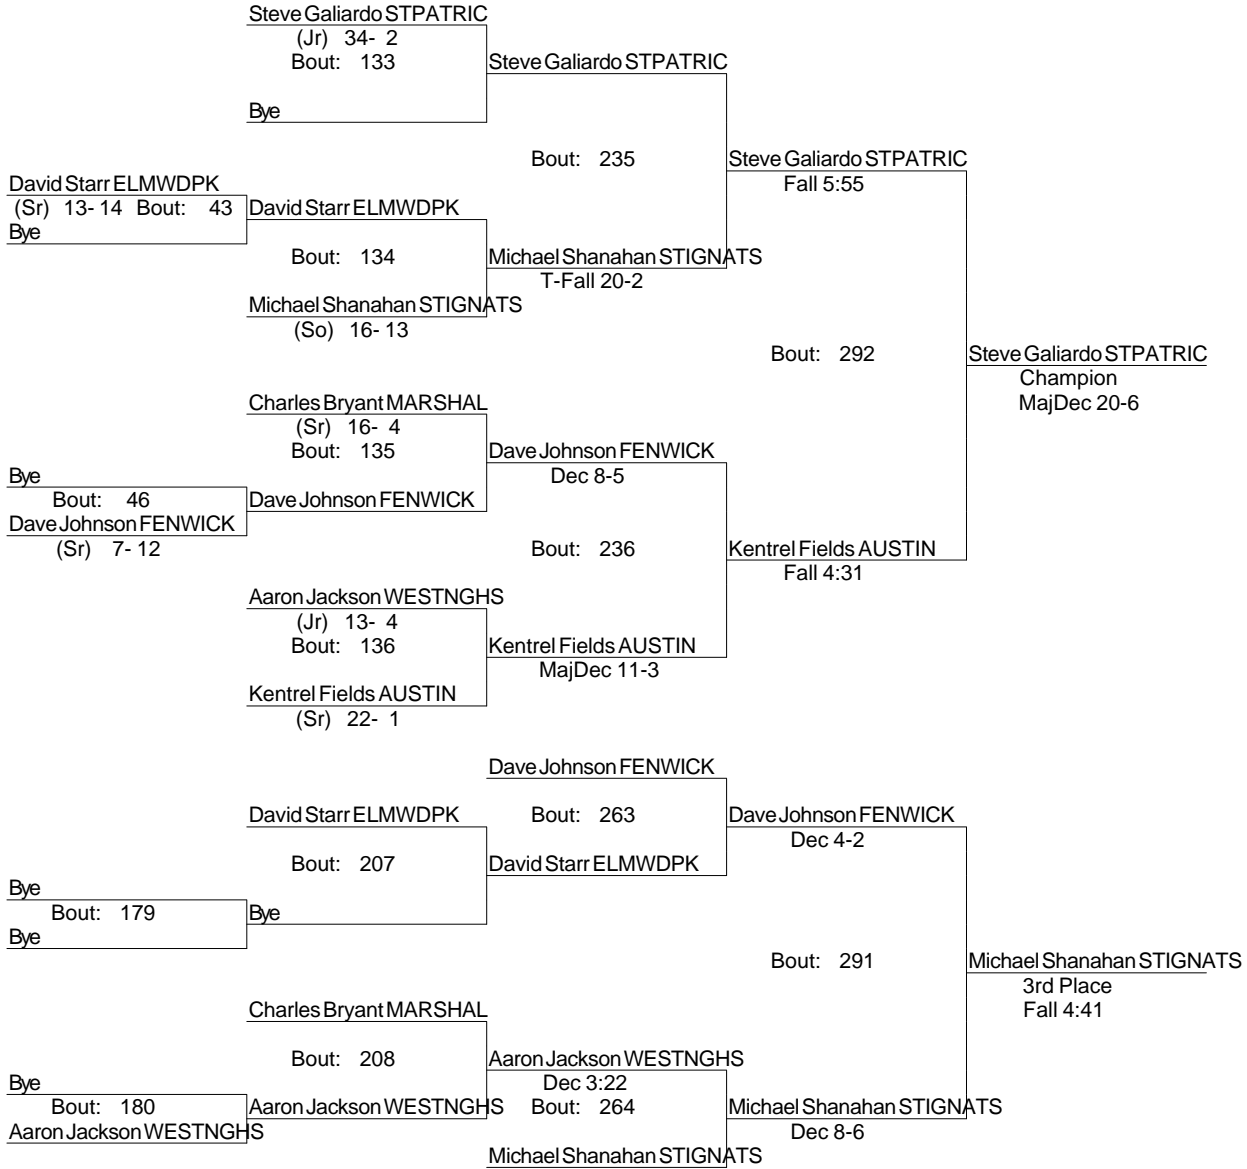 Steve Galiardo STPATRIC
(Jr) 34- 2
Bout: 133
Steve Galiardo STPATRIC
Bye
Bout: 235
Steve Galiardo STPATRIC
Fall 5:55
David Starr ELMWDPK
(Sr) 13- 14 Bout: 43
David Starr ELMWDPK
Bye
Bout: 134
Michael Shanahan STIGNATS
T-Fall 20-2
Michael Shanahan STIGNATS
(So) 16- 13
Bout: 292
Steve Galiardo STPATRIC
Champion
MajDec 20-6
Charles Bryant MARSHAL
(Sr) 16- 4
Bout: 135
Dave Johnson FENWICK
Dec 8-5
Bye
Bout: 46
Dave Johnson FENWICK
Dave Johnson FENWICK
(Sr) 7- 12
Bout: 236
Kentrel Fields AUSTIN
Fall 4:31
Aaron Jackson WESTNGHS
(Jr) 13- 4
Bout: 136
Kentrel Fields AUSTIN
MajDec 11-3
Kentrel Fields AUSTIN
(Sr) 22- 1
Dave Johnson FENWICK
David Starr ELMWDPK
Bout: 263
Dave Johnson FENWICK
Dec 4-2
Bout: 207
David Starr ELMWDPK
Bye
Bout: 179
Bye
Bye
Bout: 291
Michael Shanahan STIGNATS
3rd Place
Fall 4:41
Charles Bryant MARSHAL
Bout: 208
Aaron Jackson WESTNGHS
Dec 3:22
Bye
Bout: 180
Aaron Jackson WESTNGHS
Bout: 264
Michael Shanahan STIGNATS
Dec 8-6
Aaron Jackson WESTNGHS
Michael Shanahan STIGNATS